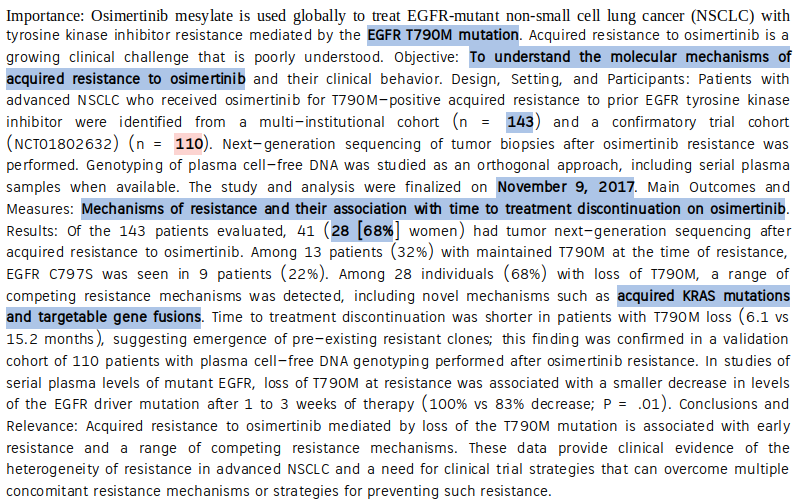 Importance: Osimertinib mesylate is used globally to treat EGFR-mutant non-small cell lung cancer (NSCLC) with
tyrosine kinase inhibitor resistance mediated by the EGFR T790M mutation. Acquired resistance to osimertinib is a
growing clinical challenge that is poorly understood. Objective: To understand the molecular mechanisms of
acquired resistance to osimertinib and their clinical behavior. Design, Setting, and Participants: Patients with
advanced NSCLC who received osimertinib for T790M−positive acquired resistance to prior EGFR tyrosine kinase
inhibitor were identified from a multi−institutional cohort (n = 143) and a confirmatory trial cohort
(NCT01802632) (n = 110). Next−generation sequencing of tumor biopsies after osimertinib resistance was
performed. Genotyping of plasma cell−free DNA was studied as an orthogonal approach, including serial plasma
samples when available. The study and analysis were finalized on November 9, 2017. Main Outcomes and
Measures: Mechanisms of resistance and their association with time to treatment discontinuation on osimertinib.
Results: Of the 143 patients evaluated, 41 (28 [68%] women) had tumor next−generation sequencing after
acquired resistance to osimertinib. Among 13 patients (32%) with maintained T790M at the time of resistance,
EGFR C797S was seen in 9 patients (22%). Among 28 individuals (68%) with loss of T790M, a range of
competing resistance mechanisms was detected, including novel mechanisms such as acquired KRAS mutations
and targetable gene fusions. Time to treatment discontinuation was shorter in patients with T790M loss (6.1 vs
15.2 months), suggesting emergence of pre−existing resistant clones; this finding was confirmed in a validation
cohort of 110 patients with plasma cell−free DNA genotyping performed after osimertinib resistance. In studies of
serial plasma levels of mutant EGFR, loss of T790M at resistance was associated with a smaller decrease in levels
of the EGFR driver mutation after 1 to 3 weeks of therapy (100% vs 83% decrease; P = .01). Conclusions and
Relevance: Acquired resistance to osimertinib mediated by loss of the T790M mutation is associated with early
resistance and a range of competing resistance mechanisms. These data provide clinical evidence of the
heterogeneity of resistance in advanced NSCLC and a need for clinical trial strategies that can overcome multiple
concomitant resistance mechanisms or strategies for preventing such resistance.